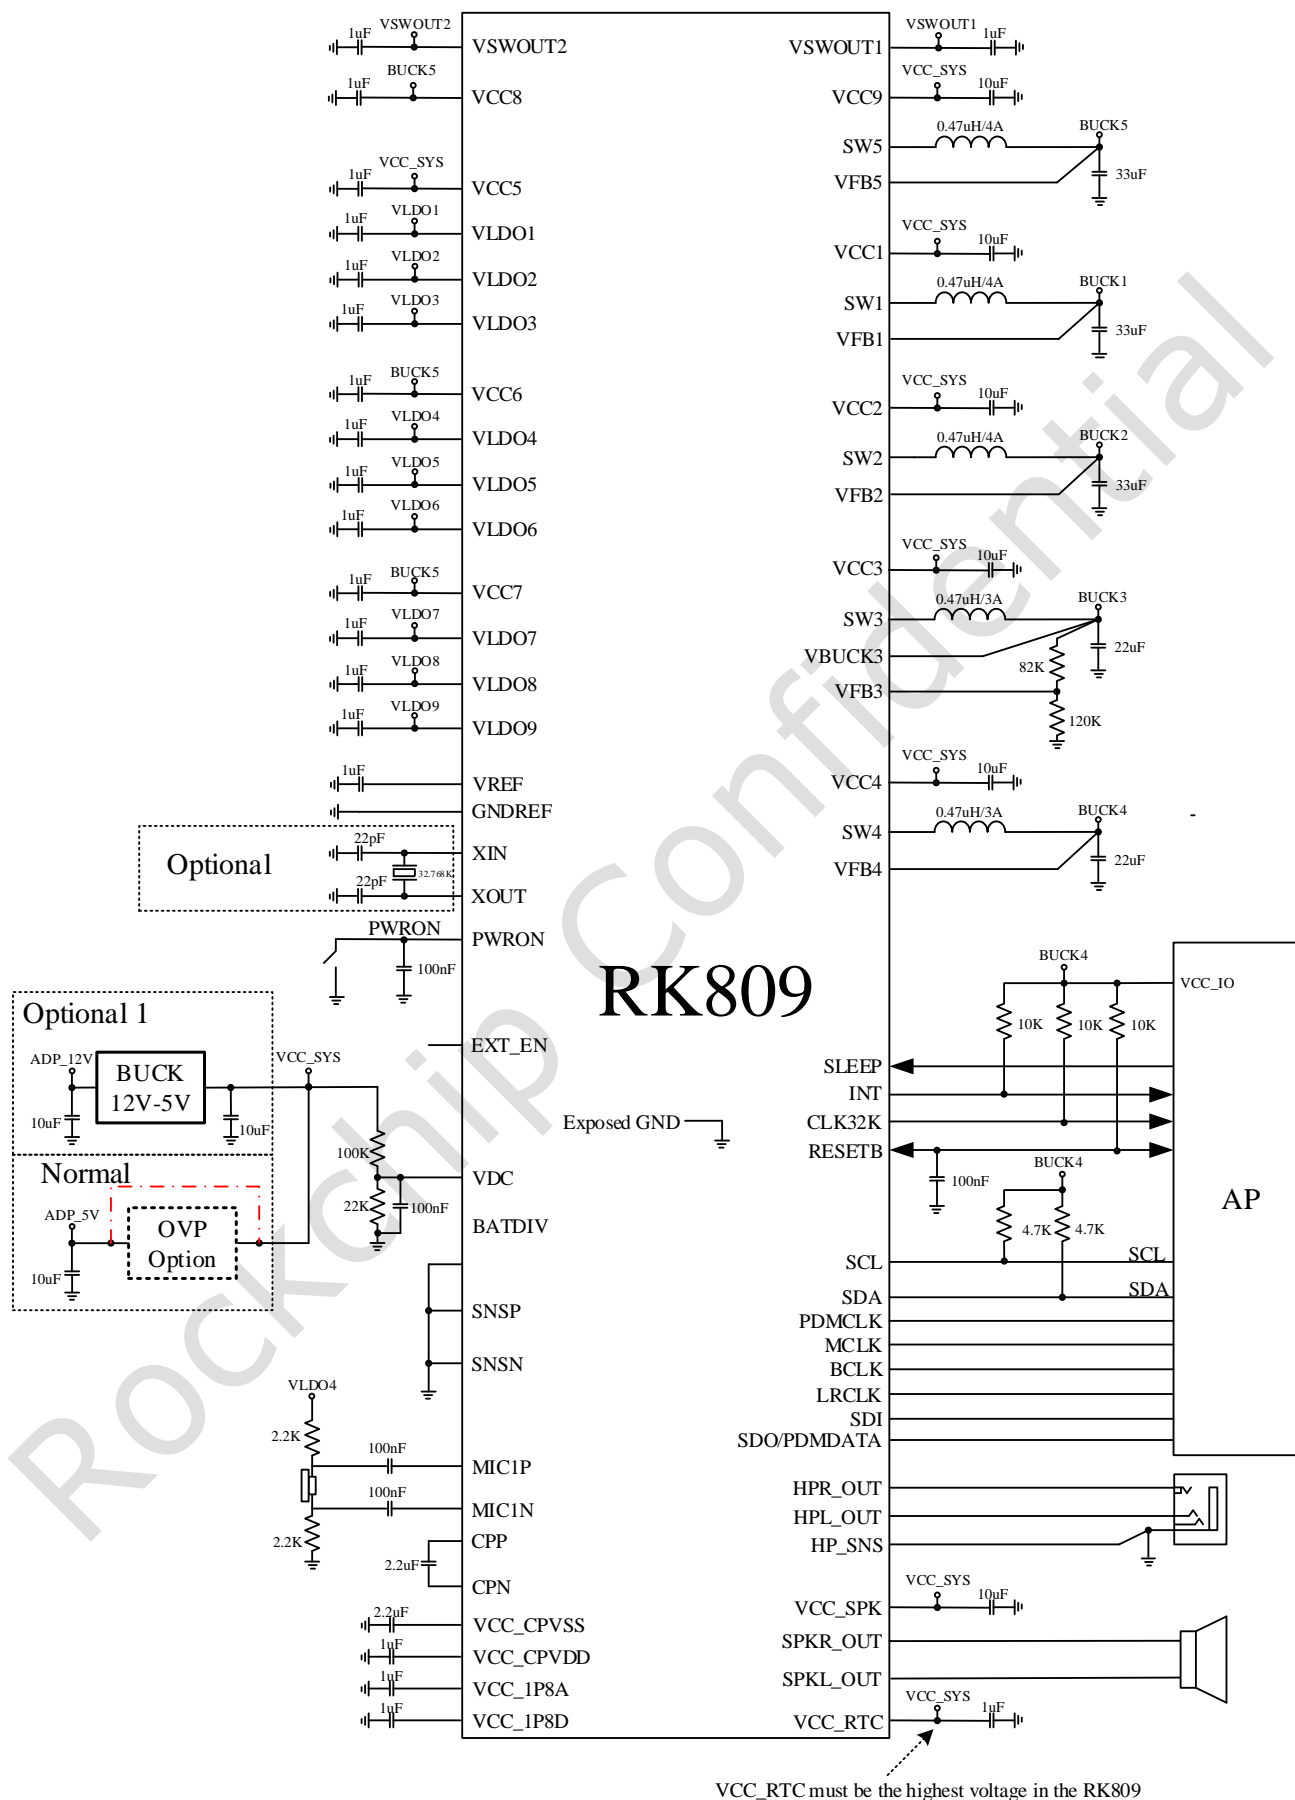 VSWOUT2
1uF
VSWOUT2
BUCK5
1uF
VCC8
VCC_SYS
1uF
VCC5
VLDO1
1uF
VLDO1
VLDO2
1uF
VLDO2
VLDO3
1uF
VLDO3
BUCK5
1uF
VCC6
VLDO4
1uF
VLDO4
VLDO5
1uF
VLDO5
VLDO6
1uF
VLDO6
BUCK5
1uF
VCC7
VLDO7
1uF
VLDO7
VLDO8
1uF
VLDO8
VLDO9
1uF
VLDO9
1uF
VREF
GNDREF
Optional
22pF
XIN
32.768K
22pF
XOUT
PWRON
PWRON
100nF
EXT_EN
Optional 1
ADP_12V
BUCK
12V-5V
VCC_SYS
10uF
10uF
Normal
ADP_5V
OVP
Option
10uF
100K
VDC
22K
100nF
BATDIV
SNSP
SNSN
VLDO4
2.2K
100nF
MIC1P
100nF
MIC1N
2.2K
CPP
2.2uF
CPN
2.2uF
VCC_CPVSS
1uF
VCC_CPVDD
1uF
VCC_1P8A
1uF
VCC_1P8D
RK809
Exposed GND
VSWOUT1
VSWOUT1
1uF
VCC_SYS
VCC9
10uF
SW5
0.47uH/4A
BUCK5
VFB5
33uF
VCC_SYS
VCC1
10uF
SW1
0.47uH/4A
BUCK1
VFB1
33uF
VCC_SYS
VCC2
10uF
SW2
0.47uH/4A
BUCK2
VFB2
33uF
VCC_SYS
VCC3
10uF
SW3
0.47uH/3A
BUCK3
VBUCK3
82K
22uF
VFB3
120K
VCC_SYS
VCC4
10uF
SW4
0.47uH/3A
BUCK4
VFB4
22uF
BUCK4
VCC_IO
10K
10K
10K
SLEEP
INT
CLK32K
RESETB
100nF
BUCK4
AP
4.7K
4.7K
SCL
SCL
SDA
SDA
PDMCLK
MCLK
BCLK
LRCLK
SDI
SDO/PDMDATA
HPR_OUT
HPL_OUT
HP_SNS
VCC_SYS
VCC_SPK
10uF
SPKR_OUT
SPKL_OUT
VCC_SYS
VCC_RTC
1uF
VCC_RTC must be the highest voltage in the RK809
Rockchip Confidential